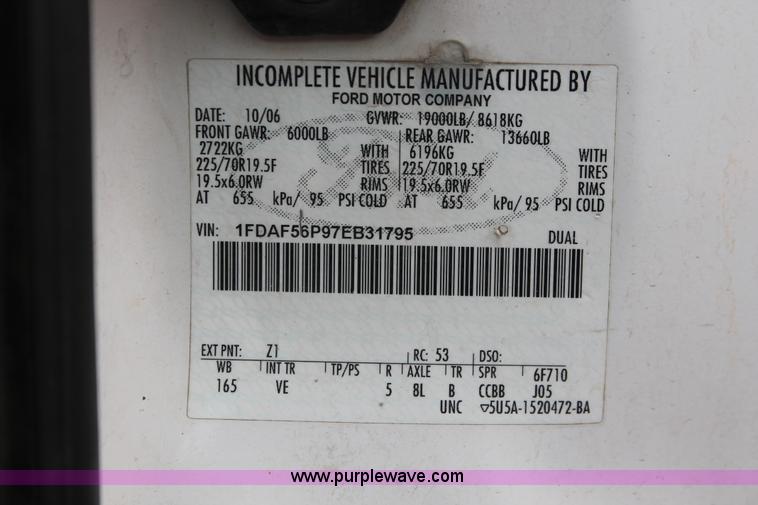 INCOMPLETE VEHICLE MANUFACTURED BY
FORD MOTOR COMPANY
DATE: 10/06 GVWR: 19000LB/ 8618KG
FRONT GAWR: 6000LB REAR GAWR: 13660LB
2722KG WITH 6196KG WITH
225/70R19.5F TIRES 225/70R19.5F TIRES
19.5x6.0RW RIMS 19.5x6.0RW RIMS
AT 655 kPa/ 95 PSI COLD AT 655 kPa/ 95 PSI COLD
VIN: 1FDAF56P97EB31795 DUAL
EXT PNT: Z1 RC: 53 DSO:
WB INT TR TP/PS R AXLE TR SPR 6F710
165 VE 5 8L B CCBB J05
UNC ▽5U5A-1520472-BA
www.purplewave.com